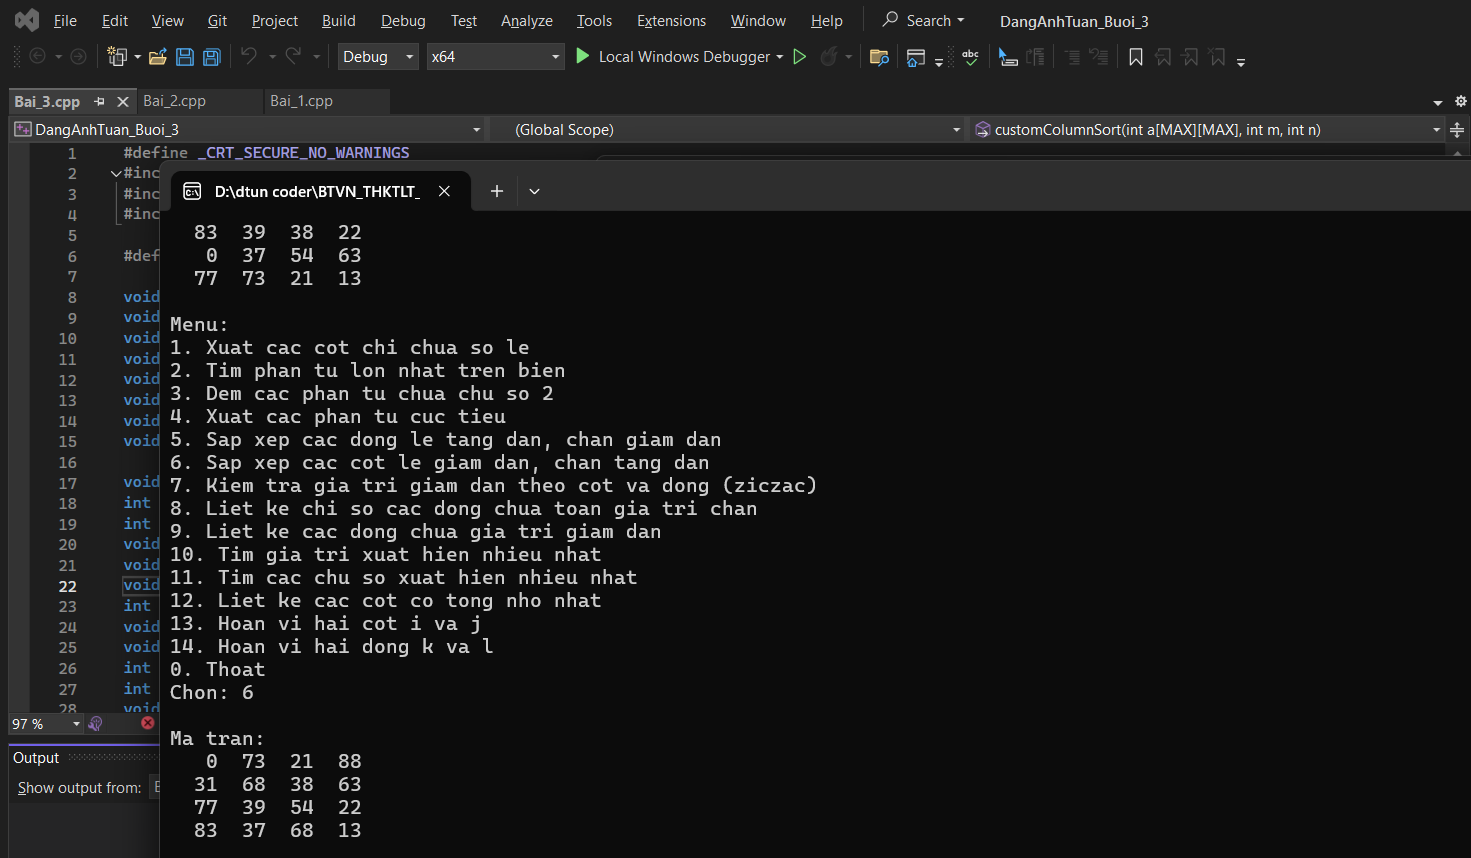 File Edit View Git Project Build Debug Test Analyze Tools Extensions Window Help Search DangAnhTuan_Buoi_3
Debug x64 Local Windows Debugger abc
Bai_3.cpp Bai_2.cpp Bai_1.cpp
DangAnhTuan_Buoi_3 (Global Scope) customColumnSort(int a[MAX][MAX], int m, int n)
1 #define _CRT_SECURE_NO_WARNINGS
2 #inc
3 #inc
4 #inc
5
6 #def
7
8 void
9 void
10 void
11 void
12 void
13 void
14 void
15 void
16
17 void
18 int
19 int
20 void
21 void
22 void
23 int
24 void
25 void
26 int
27 int
28 void
97 %
Output
Show output from:
D:\dtun coder\BTVN_THKTLT_
83 39 38 22
0 37 54 63
77 73 21 13
Menu:
1. Xuat cac cot chi chua so le
2. Tim phan tu lon nhat tren bien
3. Dem cac phan tu chua chu so 2
4. Xuat cac phan tu cuc tieu
5. Sap xep cac dong le tang dan, chan giam dan
6. Sap xep cac cot le giam dan, chan tang dan
7. Kiem tra gia tri giam dan theo cot va dong (ziczac)
8. Liet ke chi so cac dong chua toan gia tri chan
9. Liet ke cac dong chua gia tri giam dan
10. Tim gia tri xuat hien nhieu nhat
11. Tim cac chu so xuat hien nhieu nhat
12. Liet ke cac cot co tong nho nhat
13. Hoan vi hai cot i va j
14. Hoan vi hai dong k va l
0. Thoat
Chon: 6
Ma tran:
0 73 21 88
31 68 38 63
77 39 54 22
83 37 68 13